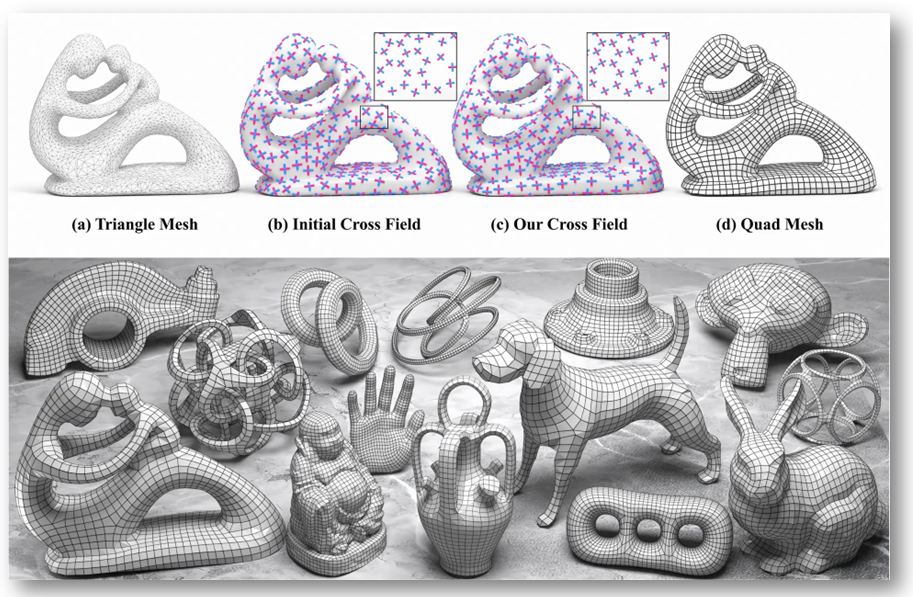 (a) Triangle Mesh
(b) Initial Cross Field
(c) Our Cross Field
(d) Quad Mesh